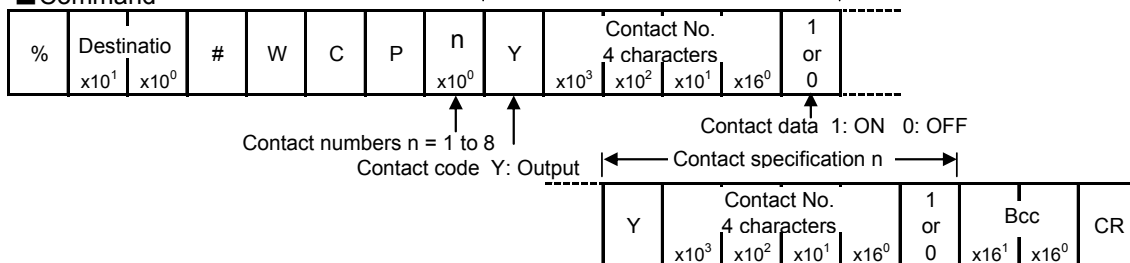 ■Command
% Destinatio # W C P n Y Contact No. 1
4 characters or
x10¹ x10⁰ x10⁰ x10³ x10² x10¹ x16⁰ 0
Contact data 1: ON 0: OFF
Contact numbers n = 1 to 8
Contact code Y: Output
Contact specification n
Y Contact No. 1 Bcc CR
4 characters or
x10³ x10² x10¹ x16⁰ 0 x16¹ x16⁰